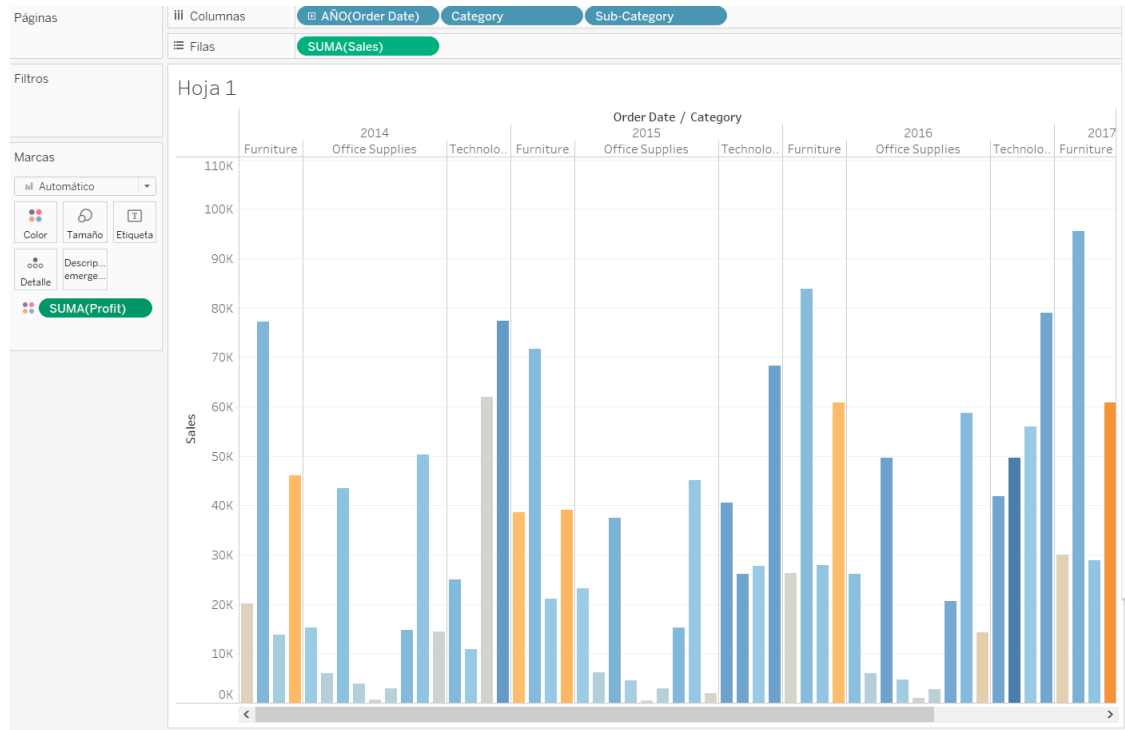 Páginas
Columnas
AÑO(Order Date)
Category
Sub-Category
Filas
SUMA(Sales)
Filtros
Marcas
Automático
Color
Tamaño
Etiqueta
Detalle
Descrip...
emerge...
SUMA(Profit)
Hoja 1
Order Date / Category
2014
2015
2016
2017
Furniture
Office Supplies
Technolo..
Furniture
Office Supplies
Technolo..
Furniture
Office Supplies
Technolo..
Furniture
Sales
110K
100K
90K
80K
70K
60K
50K
40K
30K
20K
10K
0K